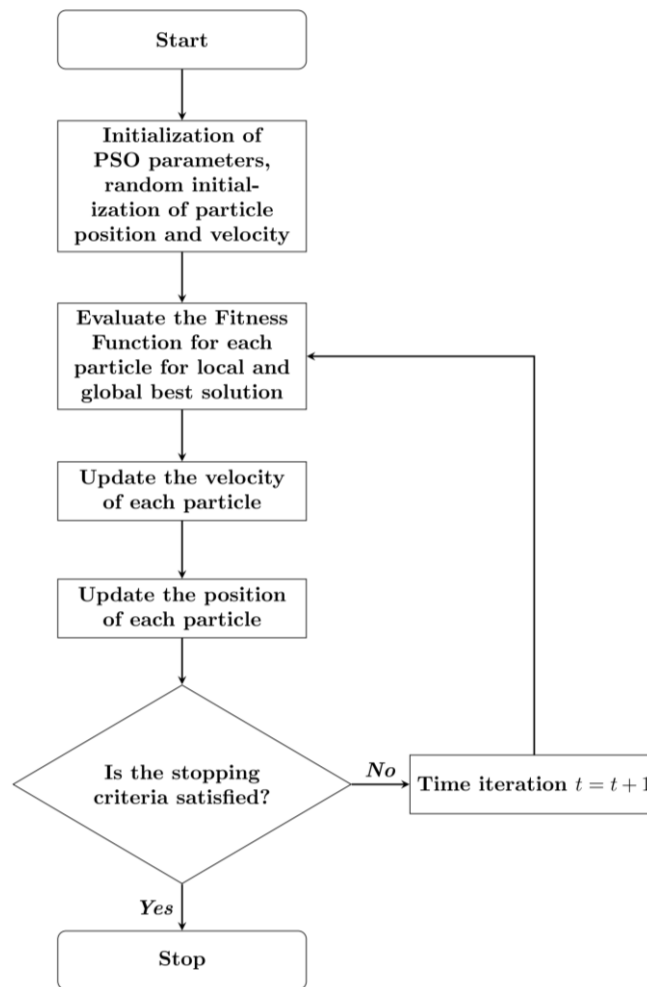 Start
Initialization of
PSO parameters,
random initial-
ization of particle
position and velocity
Evaluate the Fitness
Function for each
particle for local and
global best solution
Update the velocity
of each particle
Update the position
of each particle
Is the stopping
criteria satisfied?
No
Time iteration t = t + 1
Yes
Stop